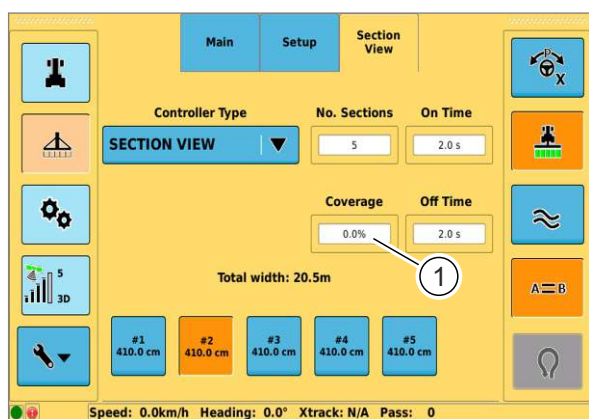 Main
Setup
Section
View
P
X
Controller Type
No. Sections
On Time
SECTION VIEW
5
2.0 s
Coverage
Off Time
0.0%
2.0 s
1
5
3D
Total width: 20.5m
A B
#1
410.0 cm
#2
410.0 cm
#3
410.0 cm
#4
410.0 cm
#5
410.0 cm
Speed: 0.0km/h Heading: 0.0° Xtrack: N/A Pass: 0